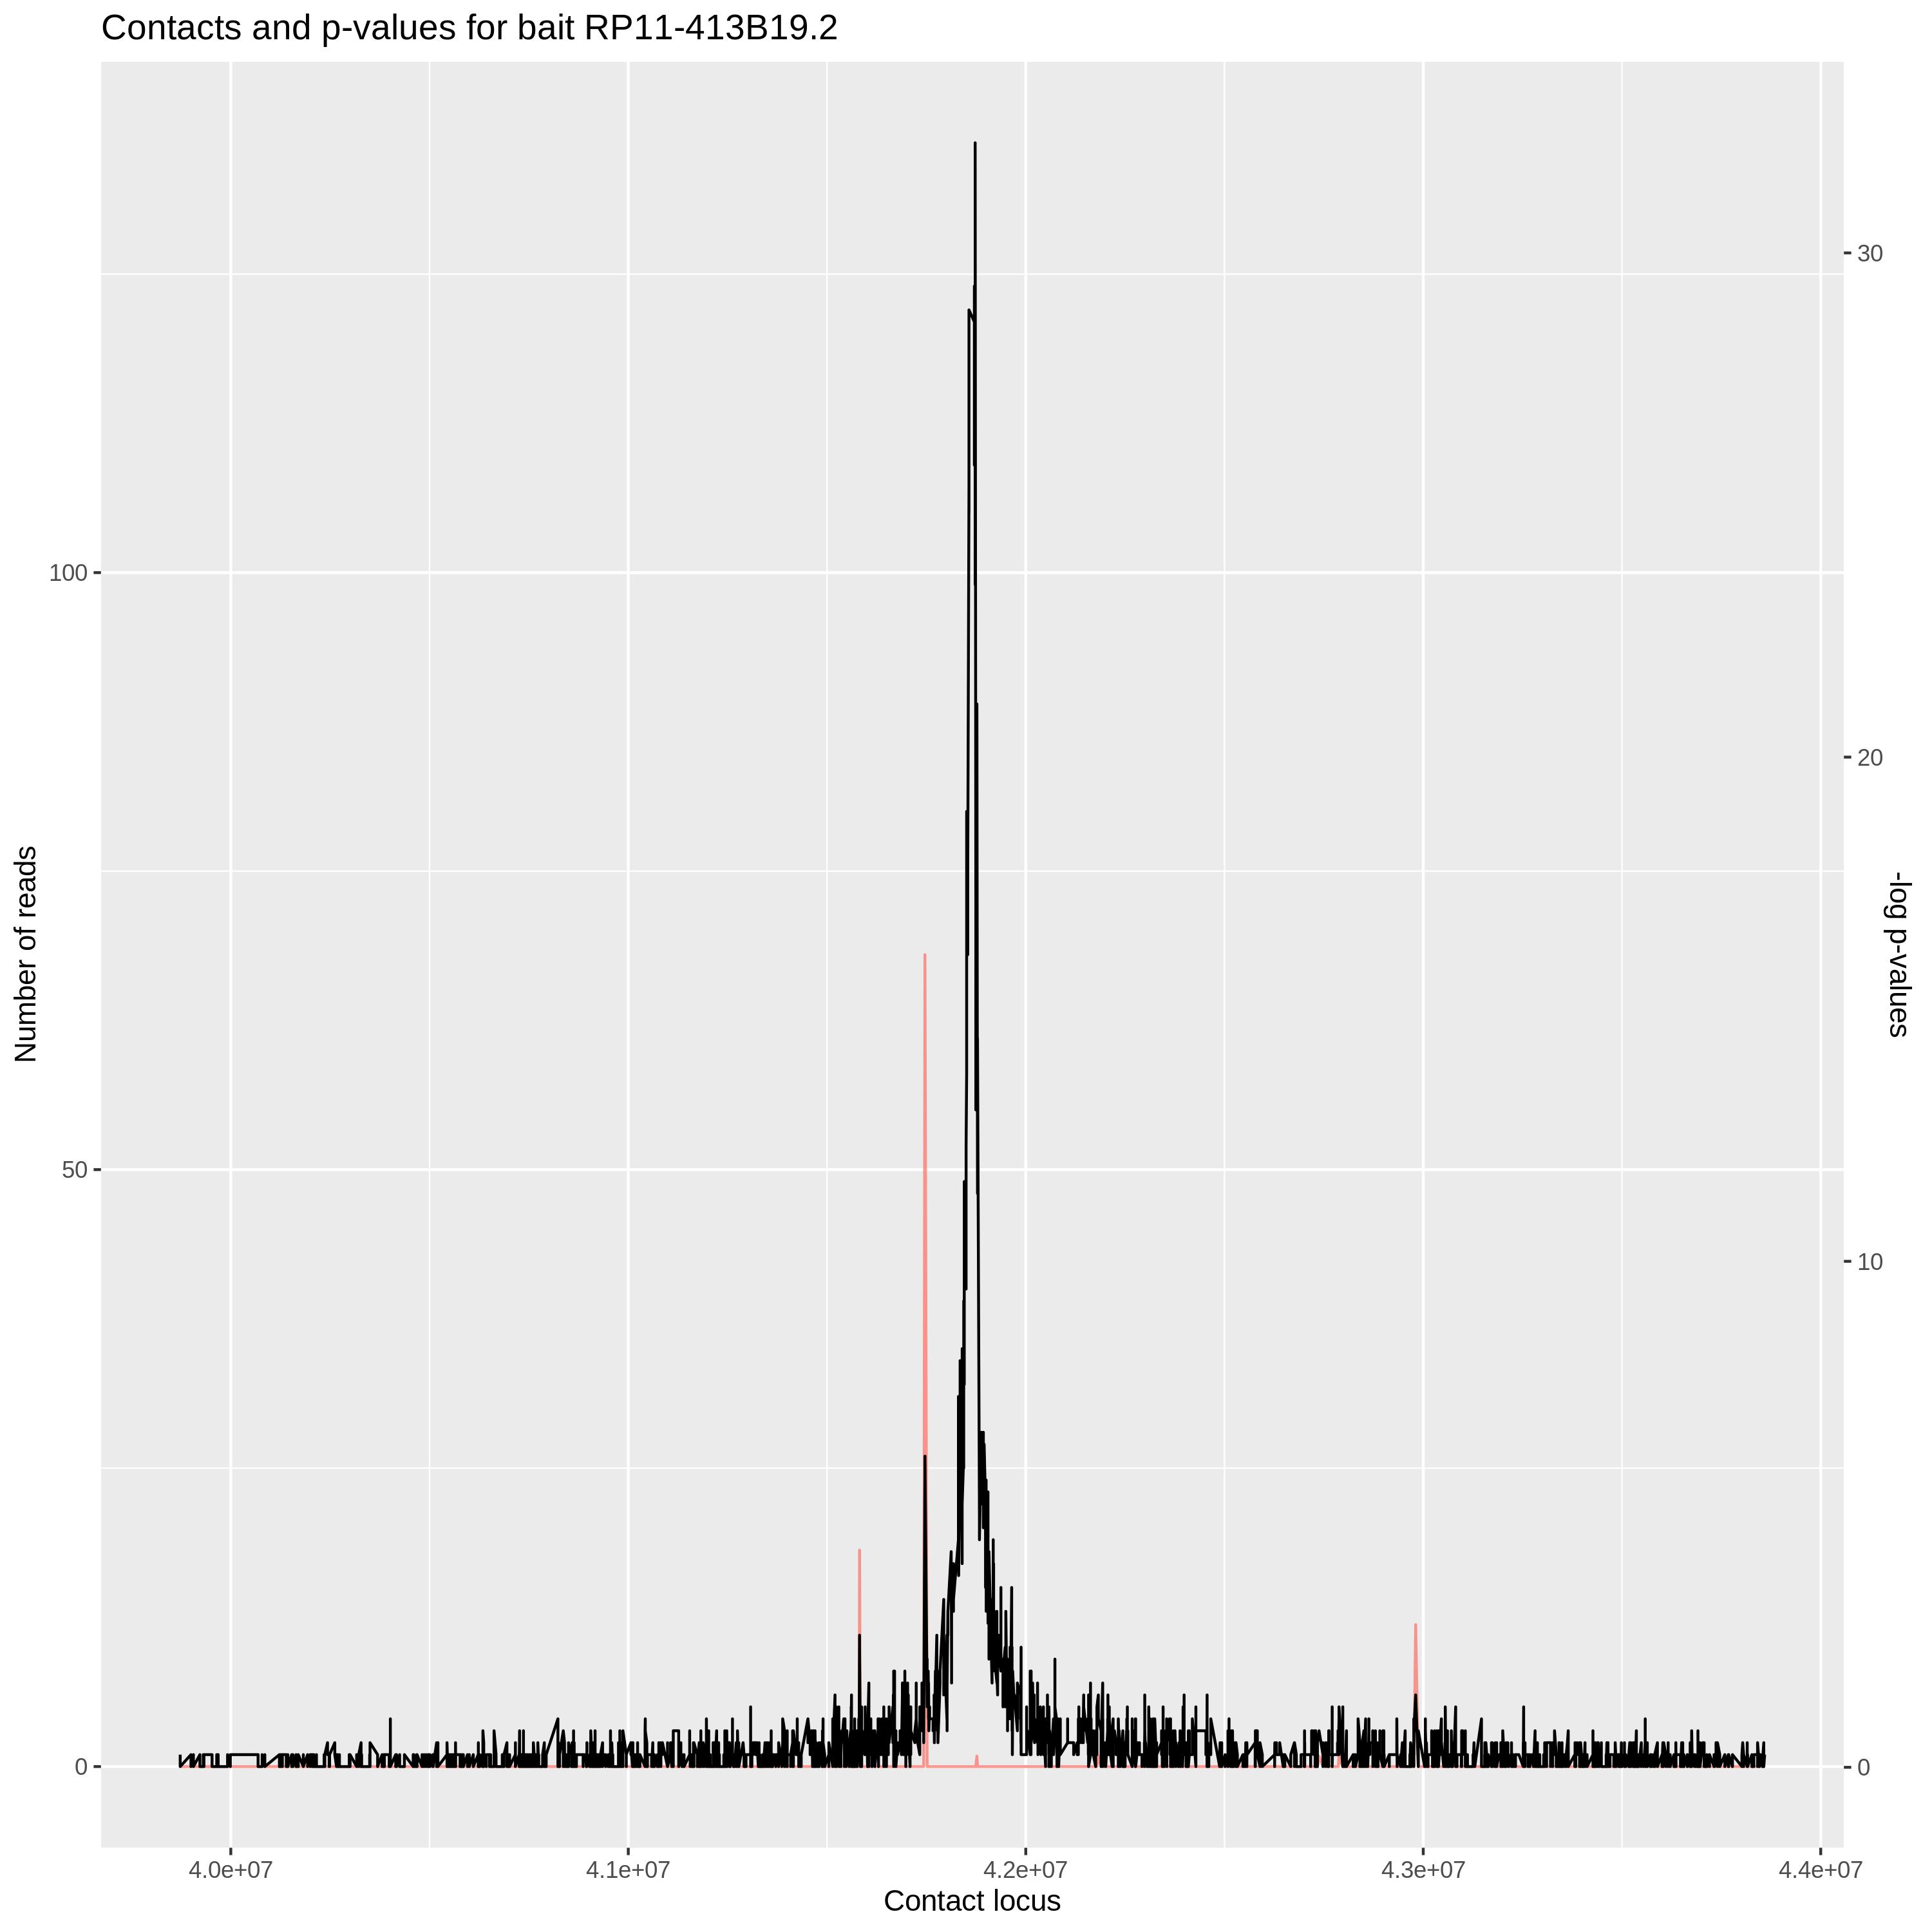 Contacts and p-values for bait RP11-413B19.2
Number of reads
100
50
0
30
20
10
0
-log p-values
4.0e+07
4.1e+07
4.2e+07
4.3e+07
4.4e+07
Contact locus